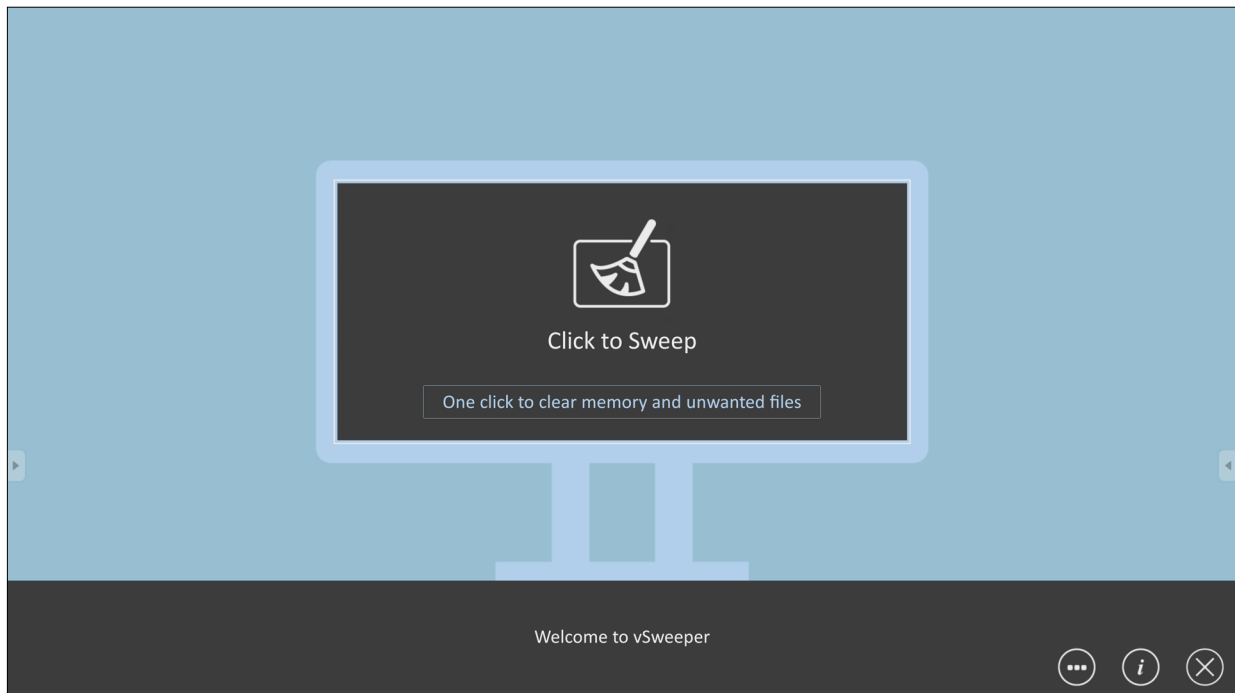 Click to Sweep
One click to clear memory and unwanted files
Welcome to vSweeper
i